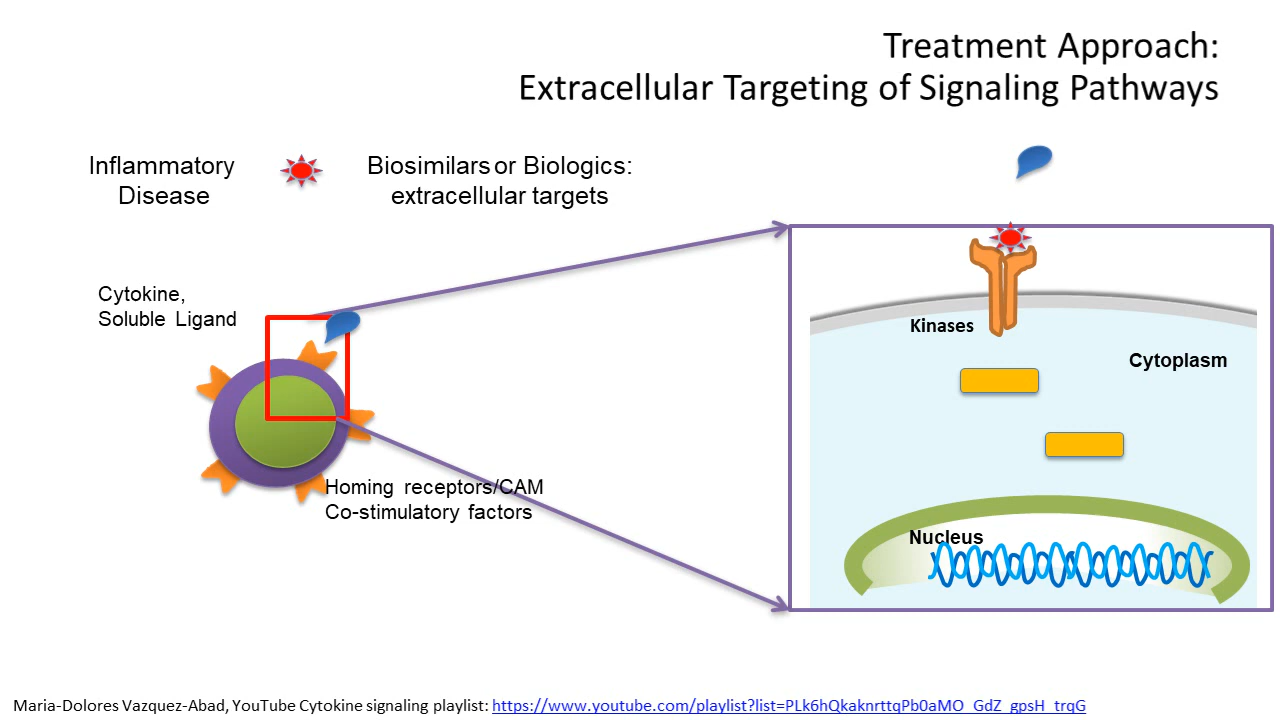 Treatment Approach:
Extracellular Targeting of Signaling Pathways
Inflammatory
Disease
Biosimilars or Biologics:
extracellular targets
Cytokine,
Soluble Ligand
Homing receptors/CAM
Co-stimulatory factors
Kinases
Cytoplasm
Nucleus
Maria-Dolores Vazquez-Abad, YouTube Cytokine signaling playlist: https://www.youtube.com/playlist?list=PLk6hQkaknrttqPb0aMO_GdZ_gpsH_trqG